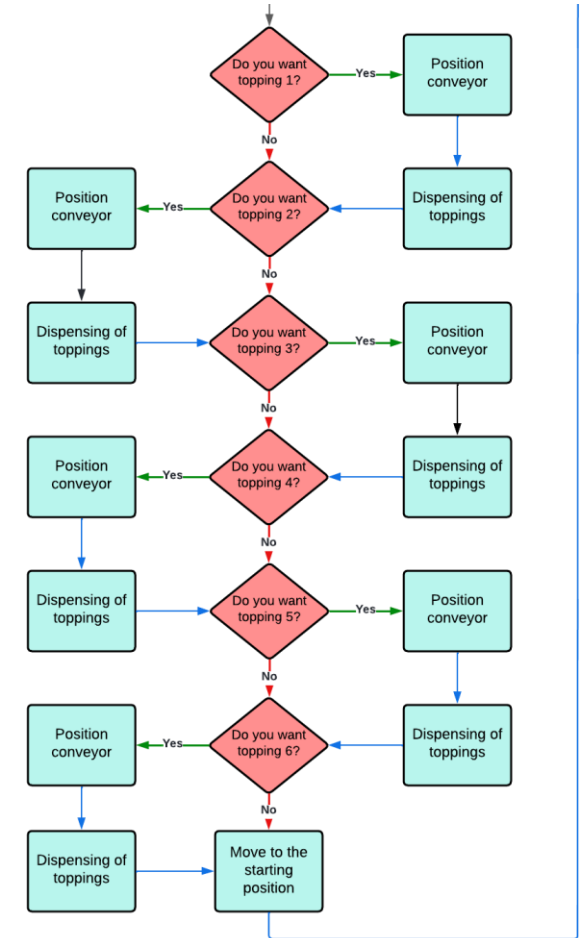 Do you want
topping 1?
Yes
Position
conveyor
No
Position
conveyor
Yes
Do you want
topping 2?
Dispensing of
toppings
No
Dispensing of
toppings
Do you want
topping 3?
Yes
Position
conveyor
No
Position
conveyor
Yes
Do you want
topping 4?
Dispensing of
toppings
No
Dispensing of
toppings
Do you want
topping 5?
Yes
Position
conveyor
No
Position
conveyor
Yes
Do you want
topping 6?
Dispensing of
toppings
No
Dispensing of
toppings
Move to the
starting
position